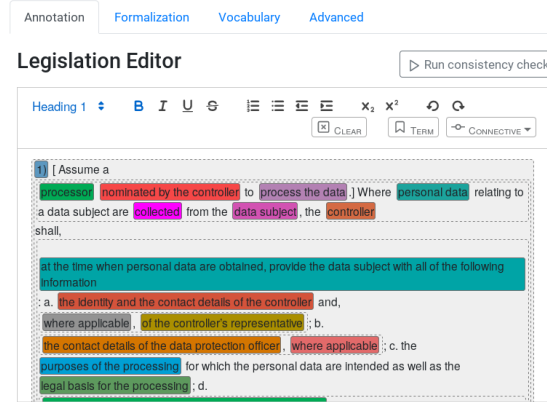 Annotation Formalization Vocabulary Advanced
Legislation Editor
Run consistency check
Heading 1 B I U S x₂ x²
CLEAR TERM CONNECTIVE
1) [ Assume a
processor nominated by the controller to process the data .] Where personal data relating to
a data subject are collected from the data subject , the controller
shall,
at the time when personal data are obtained, provide the data subject with all of the following
information
: a. the identity and the contact details of the controller and,
where applicable , of the controller's representative ; b.
the contact details of the data protection officer , where applicable ; c. the
purposes of the processing for which the personal data are intended as well as the
legal basis for the processing ; d.